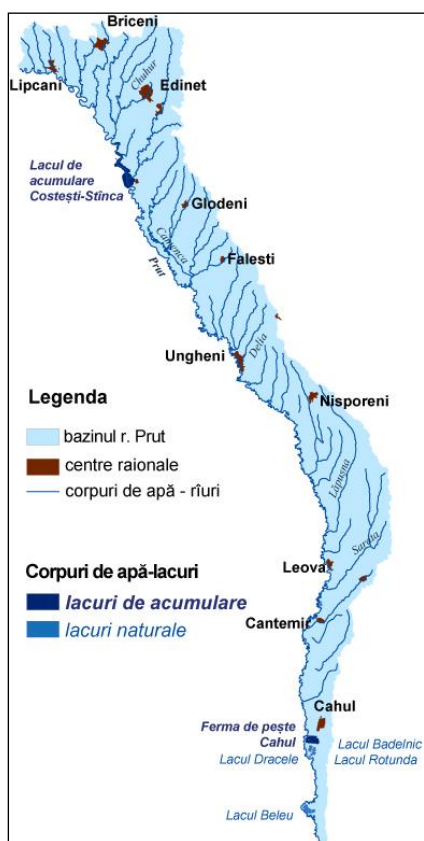 Briceni
Lipcani
Ciuhur
Edinet
Lacul de
acumulare
Costești-Stînca
Glodeni
Camenca
Prut
Falesti
Delia
Ungheni
Legenda
Nisporeni
bazinul r. Prut
centre raionale
corpuri de apă - rîuri
Lăpușna
Sarata
Leova
Corpuri de apă-lacuri
lacuri de acumulare
lacuri naturale
Cantemir
Cahul
Ferma de pește
Cahul
Lacul Badelnic
Lacul Dracele
Lacul Rotunda
Lacul Beleu